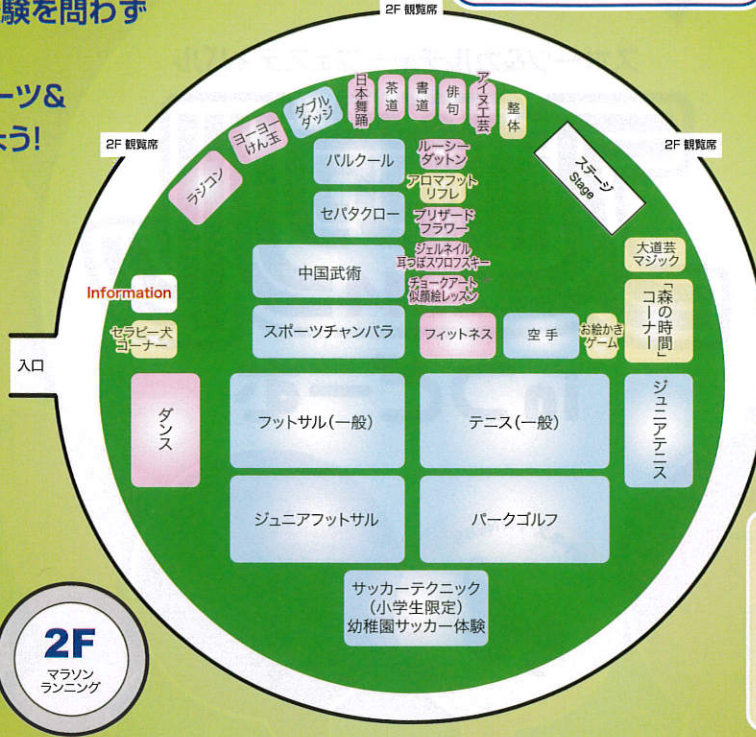 験を問わず
ーツ&
ょう!
2F 観覧席
2F 観覧席
2F 観覧席
ラジコン
ヨーヨー
けん玉
ダブル
ダッジ
日本舞踊
茶道
書道
俳句
アイヌ工芸
整体
ステージ
Stage
パルクール
セパタクロー
中国武術
スポーツチャンバラ
ルーシー
ダットン
アロマフット
リフレ
ブリザード
フラワー
ジェルネイル
耳つぼスワロフスキー
チョークアート
似顔絵レッスン
フィットネス
空手
お絵かき
ゲーム
大道芸
マジック
「森の時間」
コーナー
Information
セラピー犬
コーナー
入口
ダンス
フットサル(一般)
テニス(一般)
ジュニアテニス
ジュニアフットサル
パークゴルフ
サッカーテクニック
(小学生限定)
幼稚園サッカー体験
2F
マラソン
ランニング